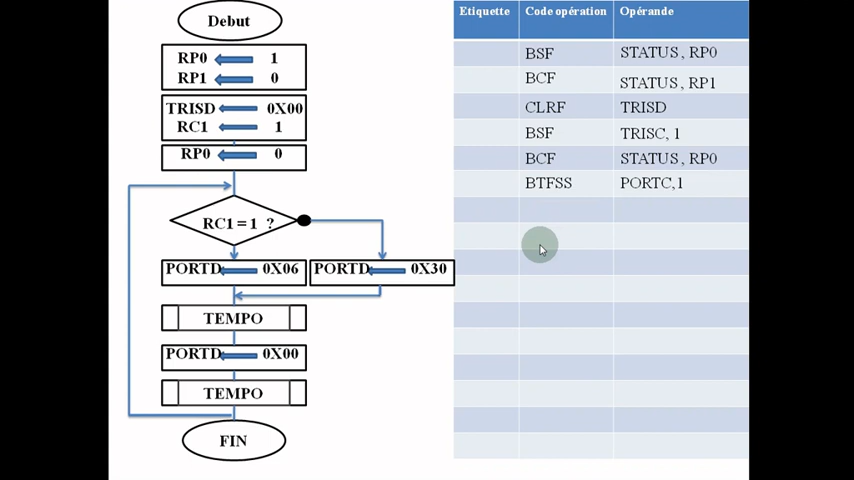 Debut
RP0 1
RP1 0
TRISD 0X00
RC1 1
RP0 0
RC1 = 1 ?
PORTD 0X06
PORTD 0X30
TEMPO
PORTD 0X00
TEMPO
FIN
Etiquette Code opération Opérande
BSF STATUS , RP0
BCF STATUS , RP1
CLRF TRISD
BSF TRISC, 1
BCF STATUS , RP0
BTFSS PORTC,1